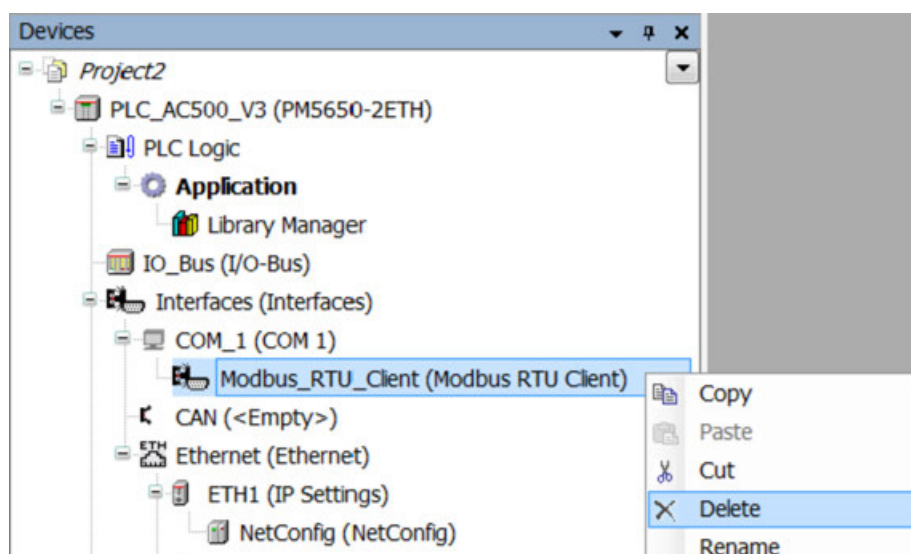 Devices
Project2
PLC_AC500_V3 (PM5650-2ETH)
PLC Logic
Application
Library Manager
IO_Bus (I/O-Bus)
Interfaces (Interfaces)
COM_1 (COM 1)
Modbus_RTU_Client (Modbus RTU Client)
Copy
CAN (<Empty>)
Paste
ETH Ethernet (Ethernet)
Cut
ETH1 (IP Settings)
Delete
NetConfig (NetConfig)
Rename